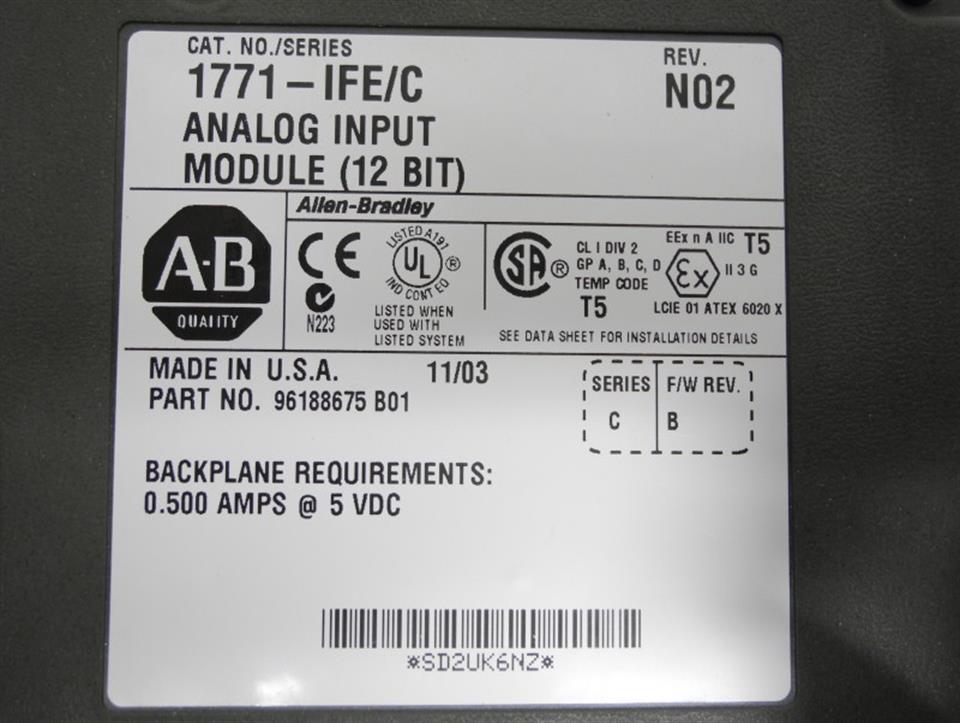 CAT. NO./SERIES
1771-IFE/C
ANALOG INPUT
MODULE (12 BIT)
REV.
N02
Allen-Bradley
A-B
QUALITY
CE
N223
LISTED A191
UL ®
IND CONT EQ
LISTED WHEN
USED WITH
LISTED SYSTEM
SA ®
CL I DIV 2
GP A, B, C, D
TEMP CODE
T5
EEx n A IIC T5
Ex II 3 G
LCIE 01 ATEX 6020 X
SEE DATA SHEET FOR INSTALLATION DETAILS
MADE IN U.S.A. 11/03
PART NO. 96188675 B01
SERIES F/W REV.
C B
BACKPLANE REQUIREMENTS:
0.500 AMPS @ 5 VDC
*SD2UK6NZ*